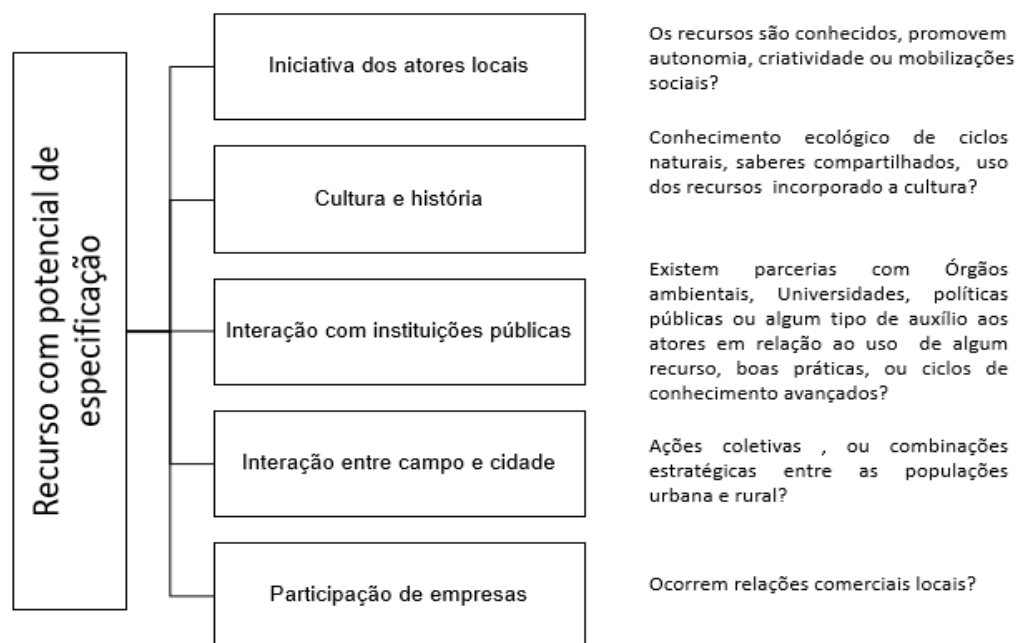 Recurso com potencial de
especificação
Iniciativa dos atores locais
Os recursos são conhecidos, promovem
autonomia, criatividade ou mobilizações
sociais?
Cultura e história
Conhecimento ecológico de ciclos
naturais, saberes compartilhados, uso
dos recursos incorporado a cultura?
Interação com instituições públicas
Existem parcerias com Órgãos
ambientais, Universidades, políticas
públicas ou algum tipo de auxílio aos
atores em relação ao uso de algum
recurso, boas práticas, ou ciclos de
conhecimento avançados?
Interação entre campo e cidade
Ações coletivas , ou combinações
estratégicas entre as populações
urbana e rural?
Participação de empresas
Ocorrem relações comerciais locais?